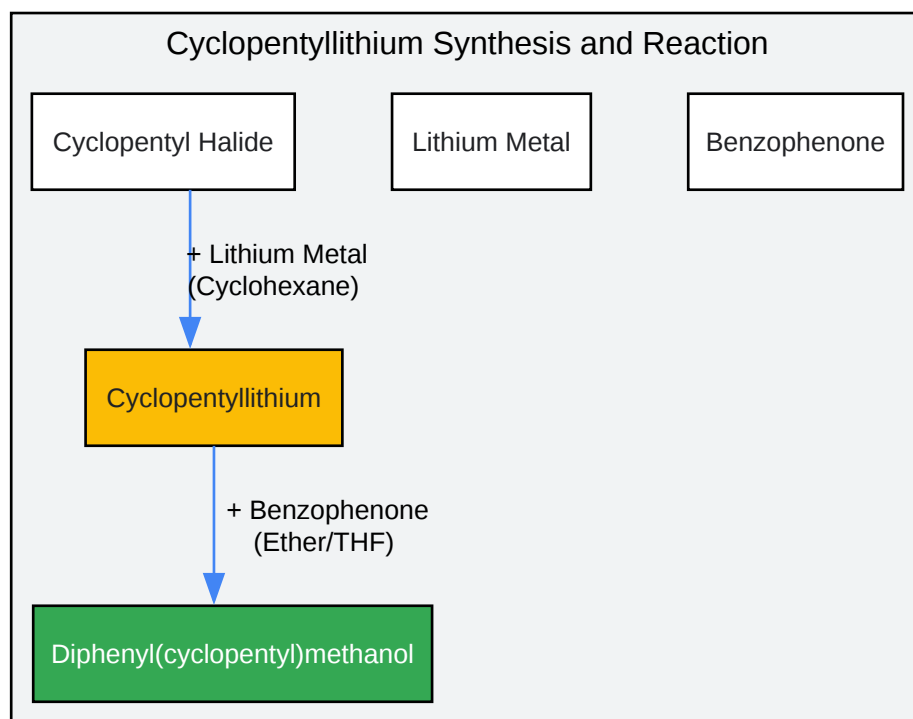 Cyclopentyllithium Synthesis and Reaction
Cyclopentyl Halide
Lithium Metal
Benzophenone
+ Lithium Metal
(Cyclohexane)
Cyclopentyllithium
+ Benzophenone
(Ether/THF)
Diphenyl(cyclopentyl)methanol